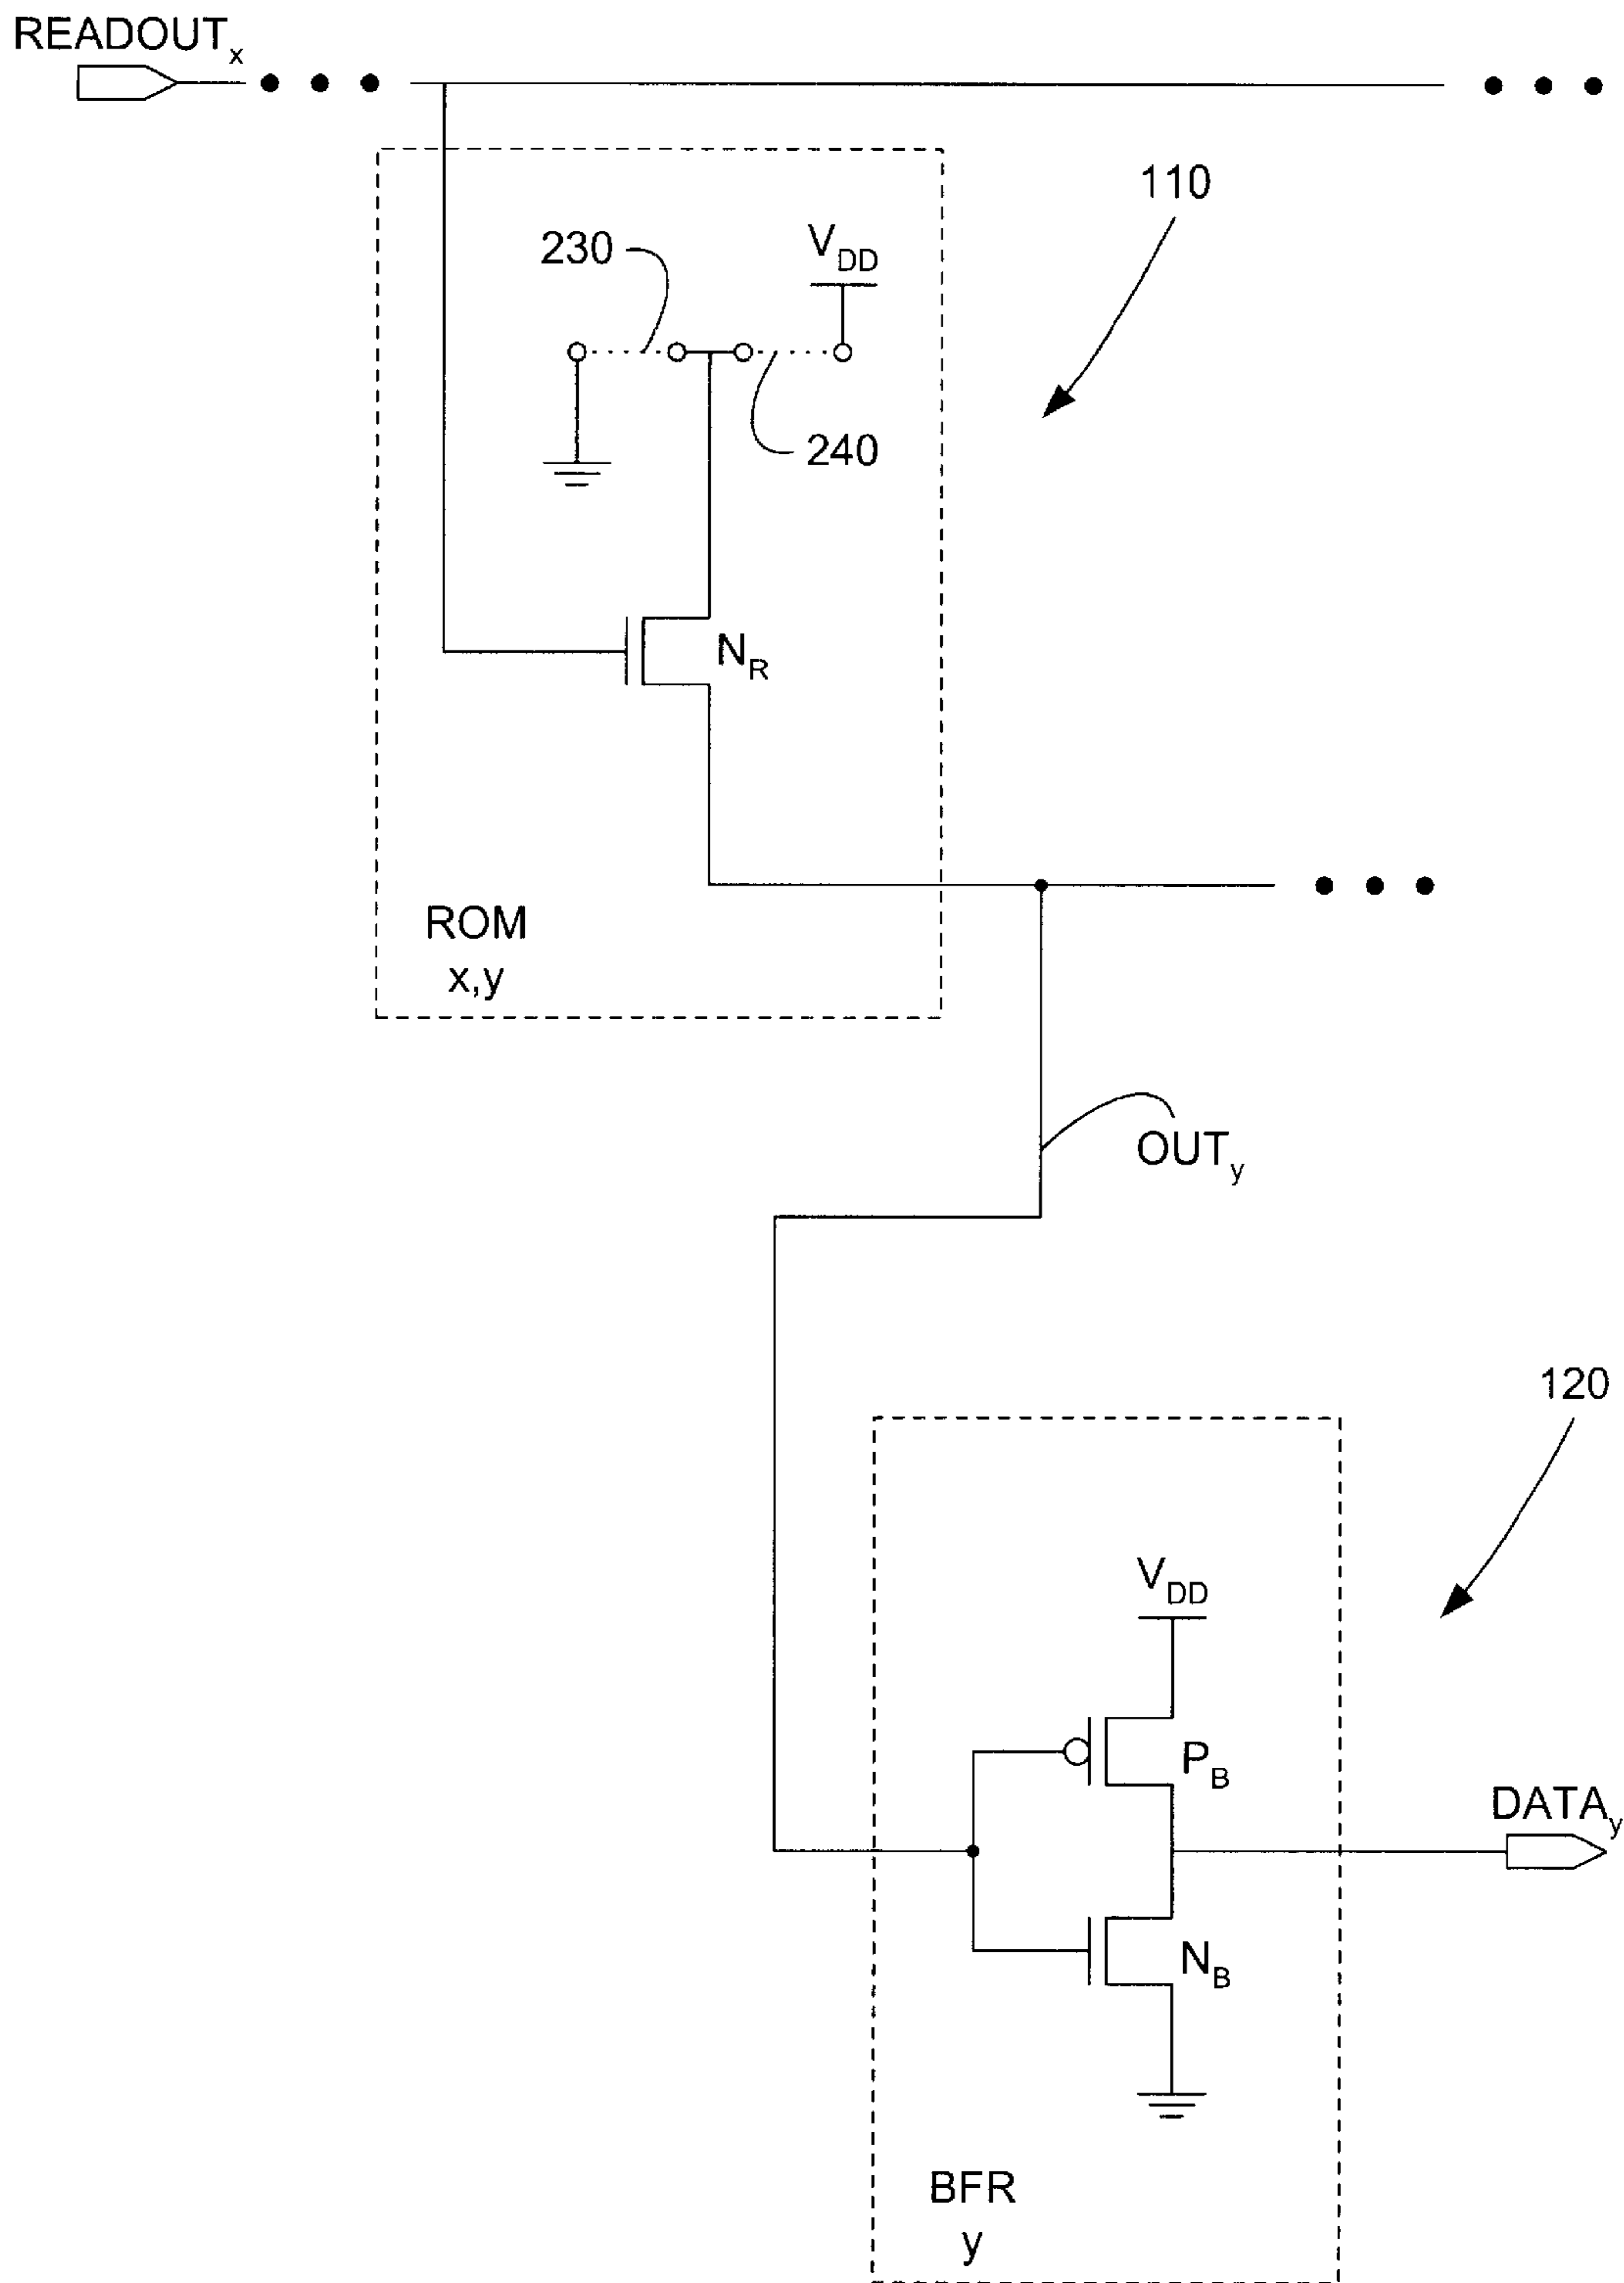 READOUTx
110
230
VDD
240
NR
ROM
x,y
OUTy
120
VDD
PB
DATAy
NB
BFR
y